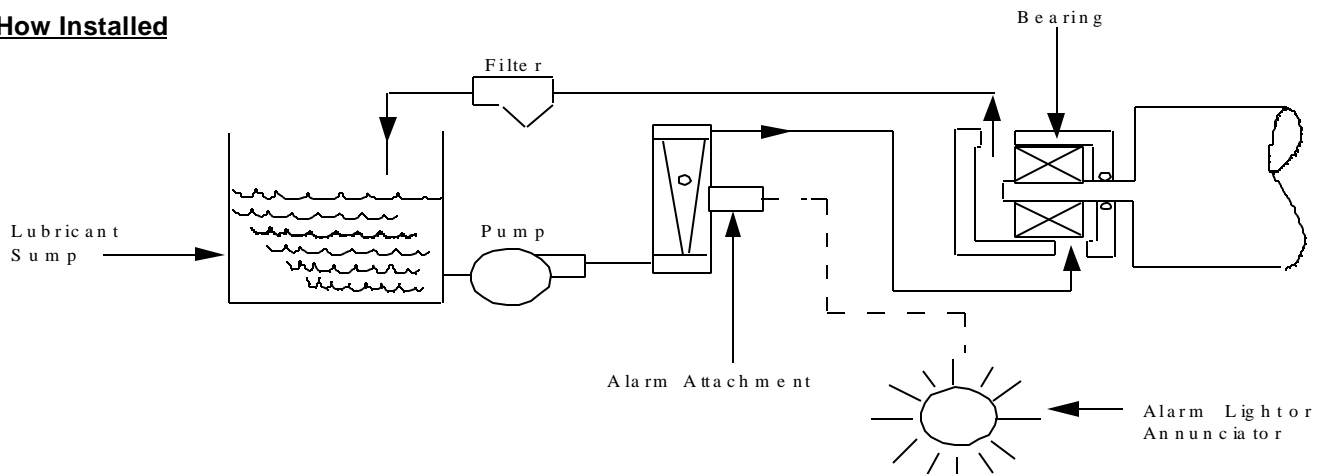 How Installed
Bearing
Filter
Lubricant
Sump
Pump
Alarm Attachment
Alarm Light or
Annunciator